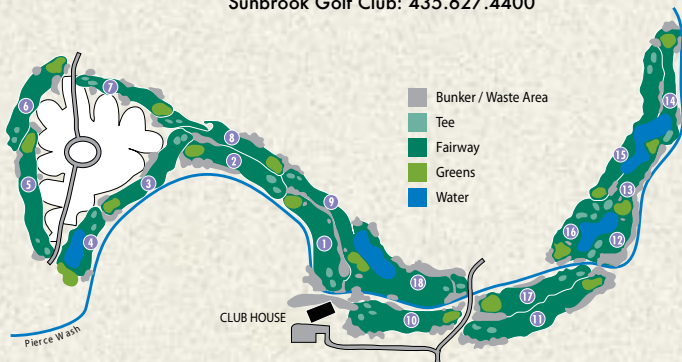 Sunbrook Golf Club: 435.627.4400
Bunker / Waste Area
Tee
Fairway
Greens
Water
7
6
14
8
2
15
5
3
13
9
16
4
1
12
18
17
10
11
CLUB HOUSE
Pierce Wash